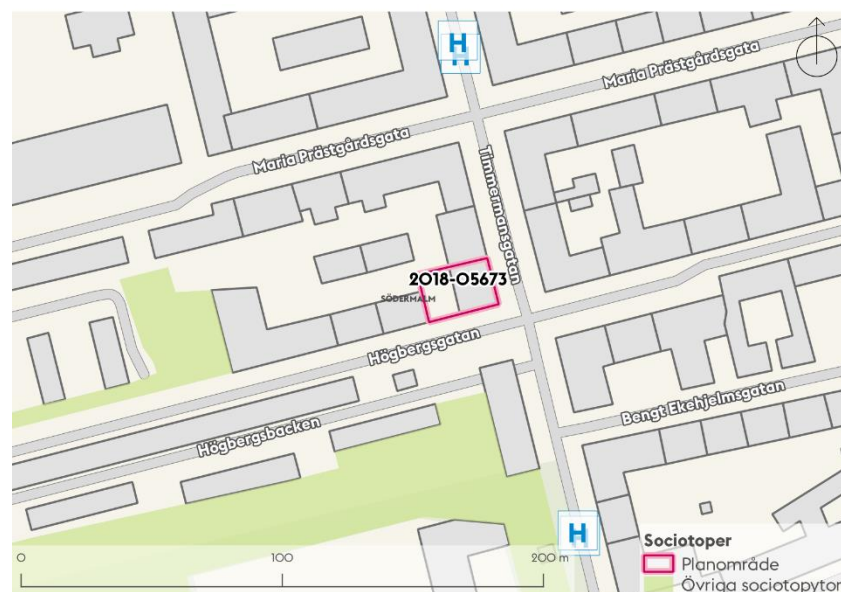 H
H
Maria Prästgårdsgata
Maria Prästgårdsgata
Timmermansgatan
2018-05673
SÖDERMALM
Högbergsgatan
Bengt Ekehjelmsgatan
Högbergsbacken
H
Sociotoper
Planområde
Övriga sociotopytor
0
100
200 m